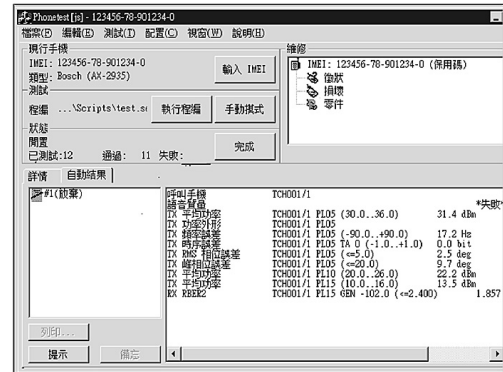 Phonetest [js] - 123456-78-901234-0
檔案(F) 編輯(E) 測試(I) 配置(C) 視窗(W) 說明(H)
現行手機
IMEI: 123456-78-901234-0
類型: Bosch (AX-2935)
輸入 IMEI
測試
程編 ...\Scripts\test.s
執行程編
手動模式
狀態
閒置
已測試:12 通過: 11 失敗:
完成
維修
IMEI: 123456-78-901234-0 (保用碼)
徵狀
損壞
零件
詳情
自動結果
#1(放棄)
呼叫手機 TCH001/1
語音質量 *失敗*
TX 平均功率 TCH001/1 PL05 (30.0..36.0) 31.4 dBm
TX 功率外形 TCH001/1 PL05
TX 頻率誤差 TCH001/1 PL05 (-90.0..+90.0) 17.2 Hz
TX 時序誤差 TCH001/1 PL05 TA 0 (-1.0..+1.0) 0.0 bit
TX RMS 相位誤差 TCH001/1 PL05 (<=5.0) 2.5 deg
TX 峰相位誤差 TCH001/1 PL05 (<=20.0) 9.7 deg
TX 平均功率 TCH001/1 PL10 (20.0..26.0) 22.2 dBm
TX 平均功率 TCH001/1 PL15 (10.0..16.0) 13.5 dBm
RX RBER2 TCH001/1 PL15 GEN -102.0 (<=2.400) 1.857
列印...
提示
備忘